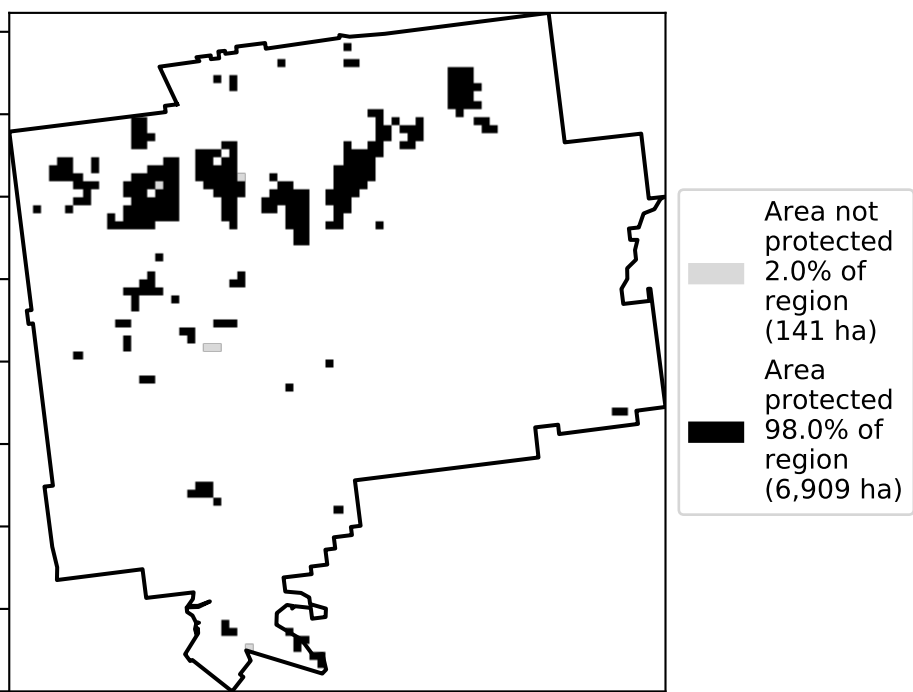 Area not
protected
2.0% of
region
(141 ha)
Area
protected
98.0% of
region
(6,909 ha)